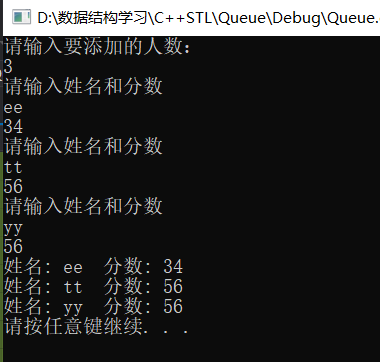 D:\数据结构学习\C++STL\Queue\Debug\Queue.
请输入要添加的人数:
3
请输入姓名和分数
ee
34
请输入姓名和分数
tt
56
请输入姓名和分数
yy
56
姓名: ee 分数: 34
姓名: tt 分数: 56
姓名: yy 分数: 56
请按任意键继续. . .